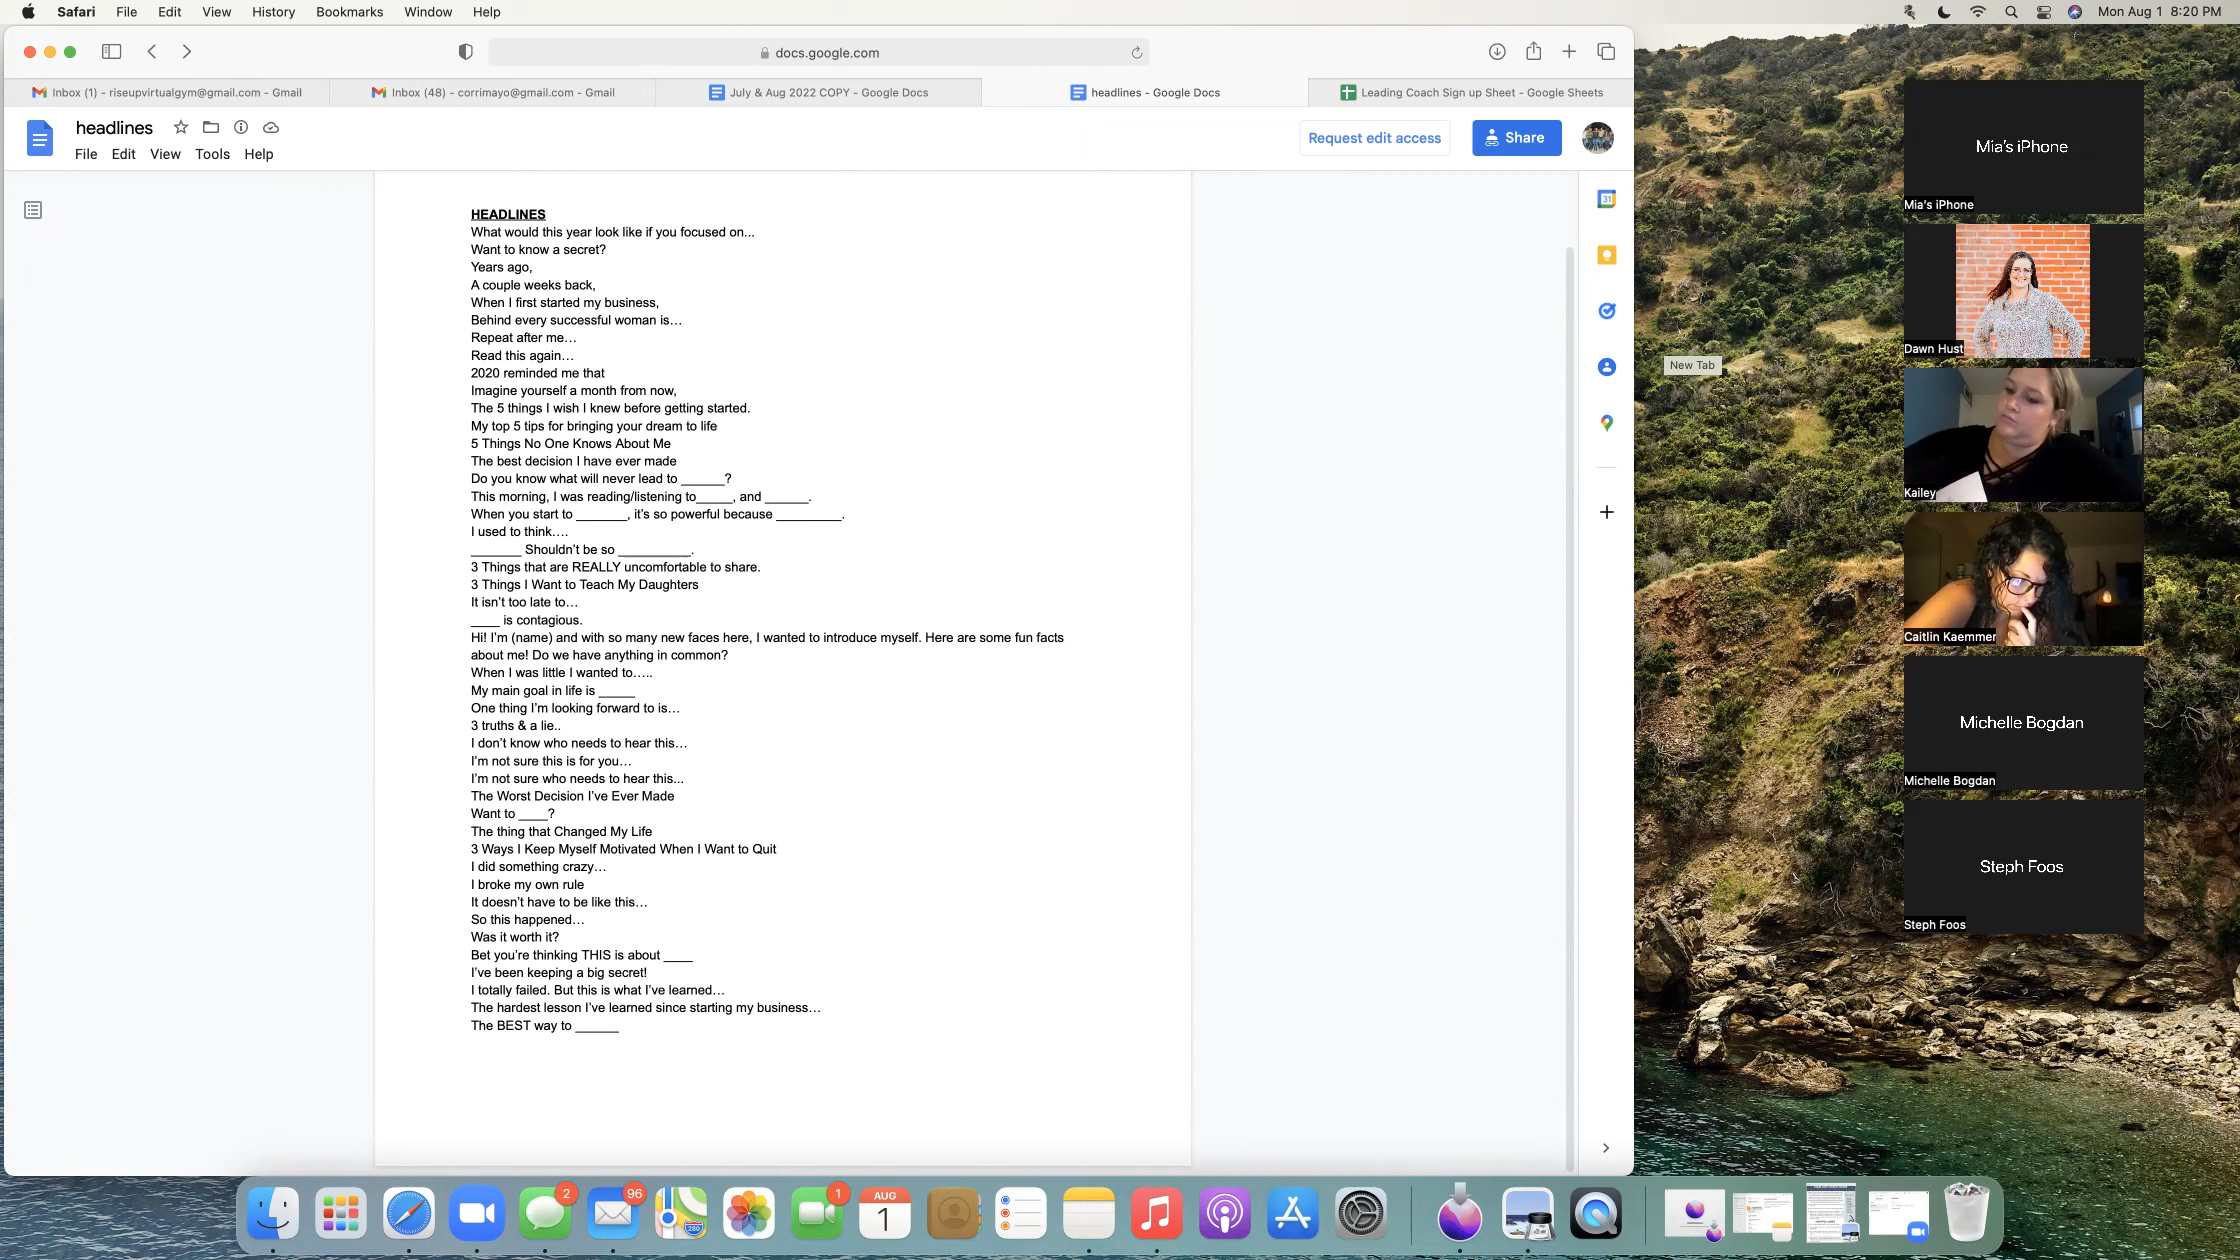 Safari File Edit View History Bookmarks Window Help
Mon Aug 1 8:20 PM
docs.google.com
Inbox (1) - riseupvirtualgym@gmail.com - Gmail
Inbox (48) - corrimayo@gmail.com - Gmail
July & Aug 2022 COPY - Google Docs
headlines - Google Docs
Leading Coach Sign up Sheet - Google Sheets
headlines
File Edit View Tools Help
Request edit access
Share
HEADLINES
What would this year look like if you focused on...
Want to know a secret?
Years ago,
A couple weeks back,
When I first started my business,
Behind every successful woman is…
Repeat after me…
Read this again…
2020 reminded me that
Imagine yourself a month from now,
The 5 things I wish I knew before getting started.
My top 5 tips for bringing your dream to life
5 Things No One Knows About Me
The best decision I have ever made
Do you know what will never lead to ______?
This morning, I was reading/listening to_____, and ______.
When you start to _______, it’s so powerful because _________.
I used to think….
_______ Shouldn’t be so __________.
3 Things that are REALLY uncomfortable to share.
3 Things I Want to Teach My Daughters
It isn’t too late to…
____ is contagious.
Hi! I’m (name) and with so many new faces here, I wanted to introduce myself. Here are some fun facts
about me! Do we have anything in common?
When I was little I wanted to…..
My main goal in life is _____
One thing I’m looking forward to is…
3 truths & a lie..
I don’t know who needs to hear this…
I’m not sure this is for you…
I’m not sure who needs to hear this...
The Worst Decision I’ve Ever Made
Want to ____?
The thing that Changed My Life
3 Ways I Keep Myself Motivated When I Want to Quit
I did something crazy…
I broke my own rule
It doesn’t have to be like this…
So this happened…
Was it worth it?
Bet you’re thinking THIS is about ____
I’ve been keeping a big secret!
I totally failed. But this is what I’ve learned…
The hardest lesson I’ve learned since starting my business…
The BEST way to ______
31
New Tab
Mia’s iPhone
Mia’s iPhone
Dawn Hust
Kailey
Caitlin Kaemmer
Michelle Bogdan
Michelle Bogdan
Steph Foos
Steph Foos
2
96
280
1
AUG
1